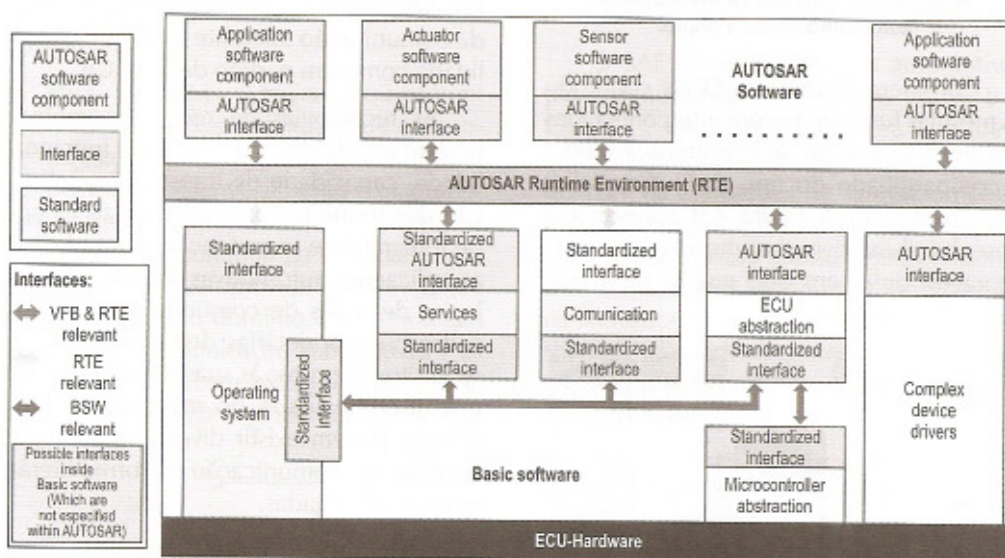 AUTOSAR
software
component
Interface
Standard
software
Interfaces:
VFB & RTE
relevant
RTE
relevant
BSW
relevant
Possible interfaces
inside
Basic software
(Which are
not especified
within AUTOSAR)
Application
software
component
AUTOSAR
interface
Actuator
software
component
AUTOSAR
interface
Sensor
software
component
AUTOSAR
interface
AUTOSAR
Software
. . . . . . . . . . . .
Application
software
component
AUTOSAR
interface
AUTOSAR Runtime Environment (RTE)
Standardized
interface
Operating
system
Standardized
interface
Standardized
AUTOSAR
interface
Services
Standardized
interface
Standardized
interface
Comunication
Standardized
interface
AUTOSAR
interface
ECU
abstraction
Standardized
interface
AUTOSAR
interface
Complex
device
drivers
Basic software
Standardized
interface
Microcontroller
abstraction
ECU-Hardware